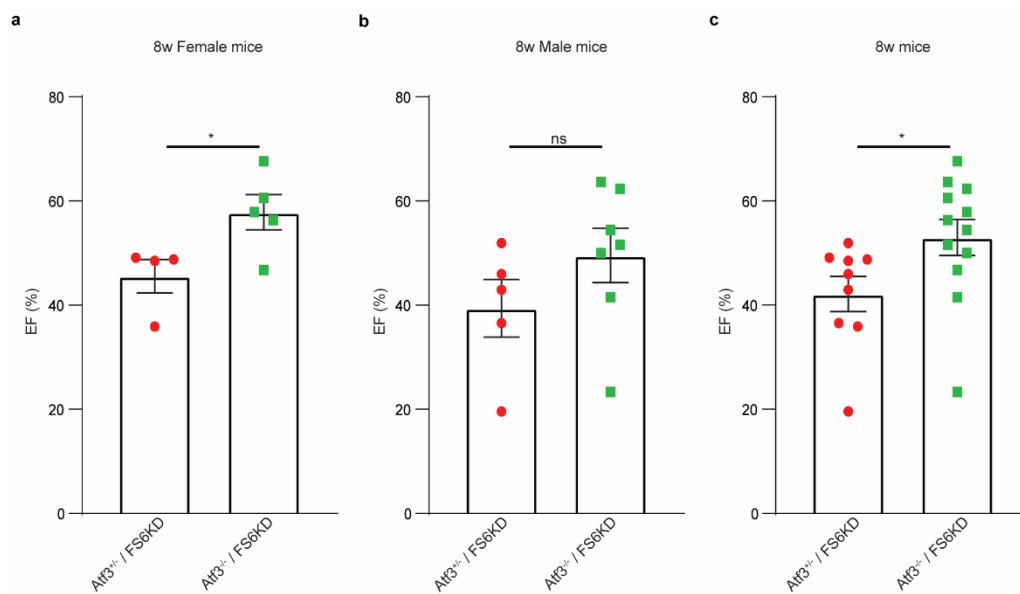 a
b
c
8w Female mice
8w Male mice
8w mice
80
60
40
20
0
EF (%)
*
Atf3+/- / FS6KD
Atf3-/- / FS6KD
80
60
40
20
0
EF (%)
ns
Atf3+/- / FS6KD
Atf3-/- / FS6KD
80
60
40
20
0
EF (%)
*
Atf3+/- / FS6KD
Atf3-/- / FS6KD